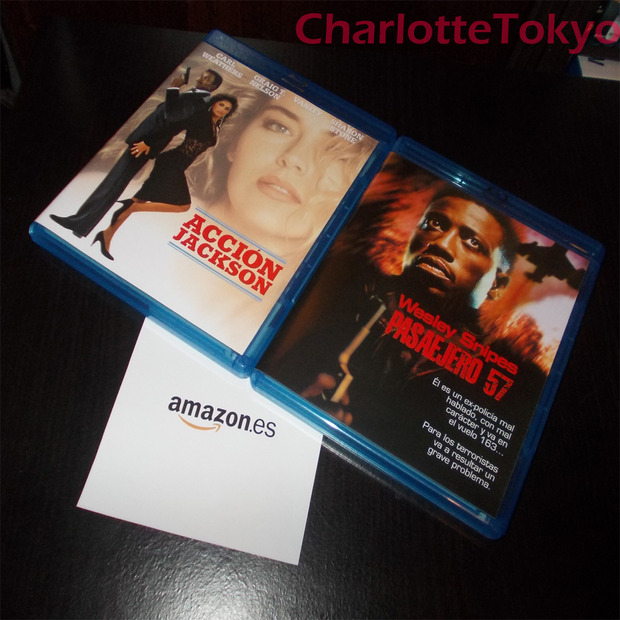 CharlotteTokyo
CARL WEATHERS
CRAIG T. NELSON
VANITY
SHARON STONE
ACCIÓN
JACKSON
Wesley Snipes
PASAJERO 57
Él es un ex-policía mal
hablado, con mal
carácter y va en
el vuelo 163...
Para los terroristas
va a resultar un
grave problema.
amazon.es